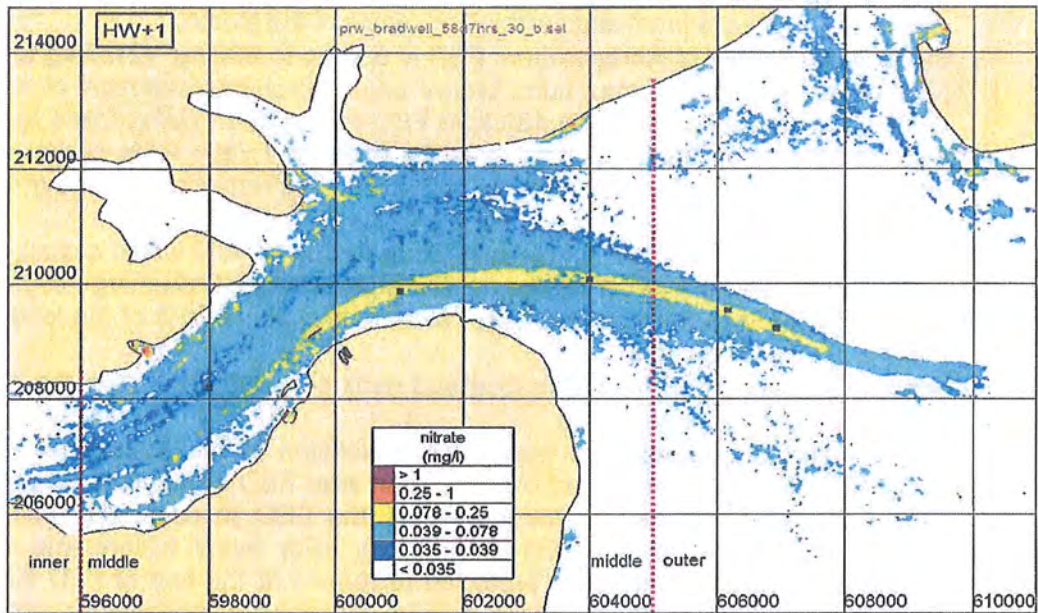 HW+1
prw_bradwell_58d7hrs_30_b.sel
214000
212000
210000
208000
206000
nitrate
(mg/l)
> 1
0.25 - 1
0.078 - 0.25
0.039 - 0.078
0.035 - 0.039
< 0.035
inner
middle
middle
outer
596000
598000
600000
602000
604000
606000
608000
610000